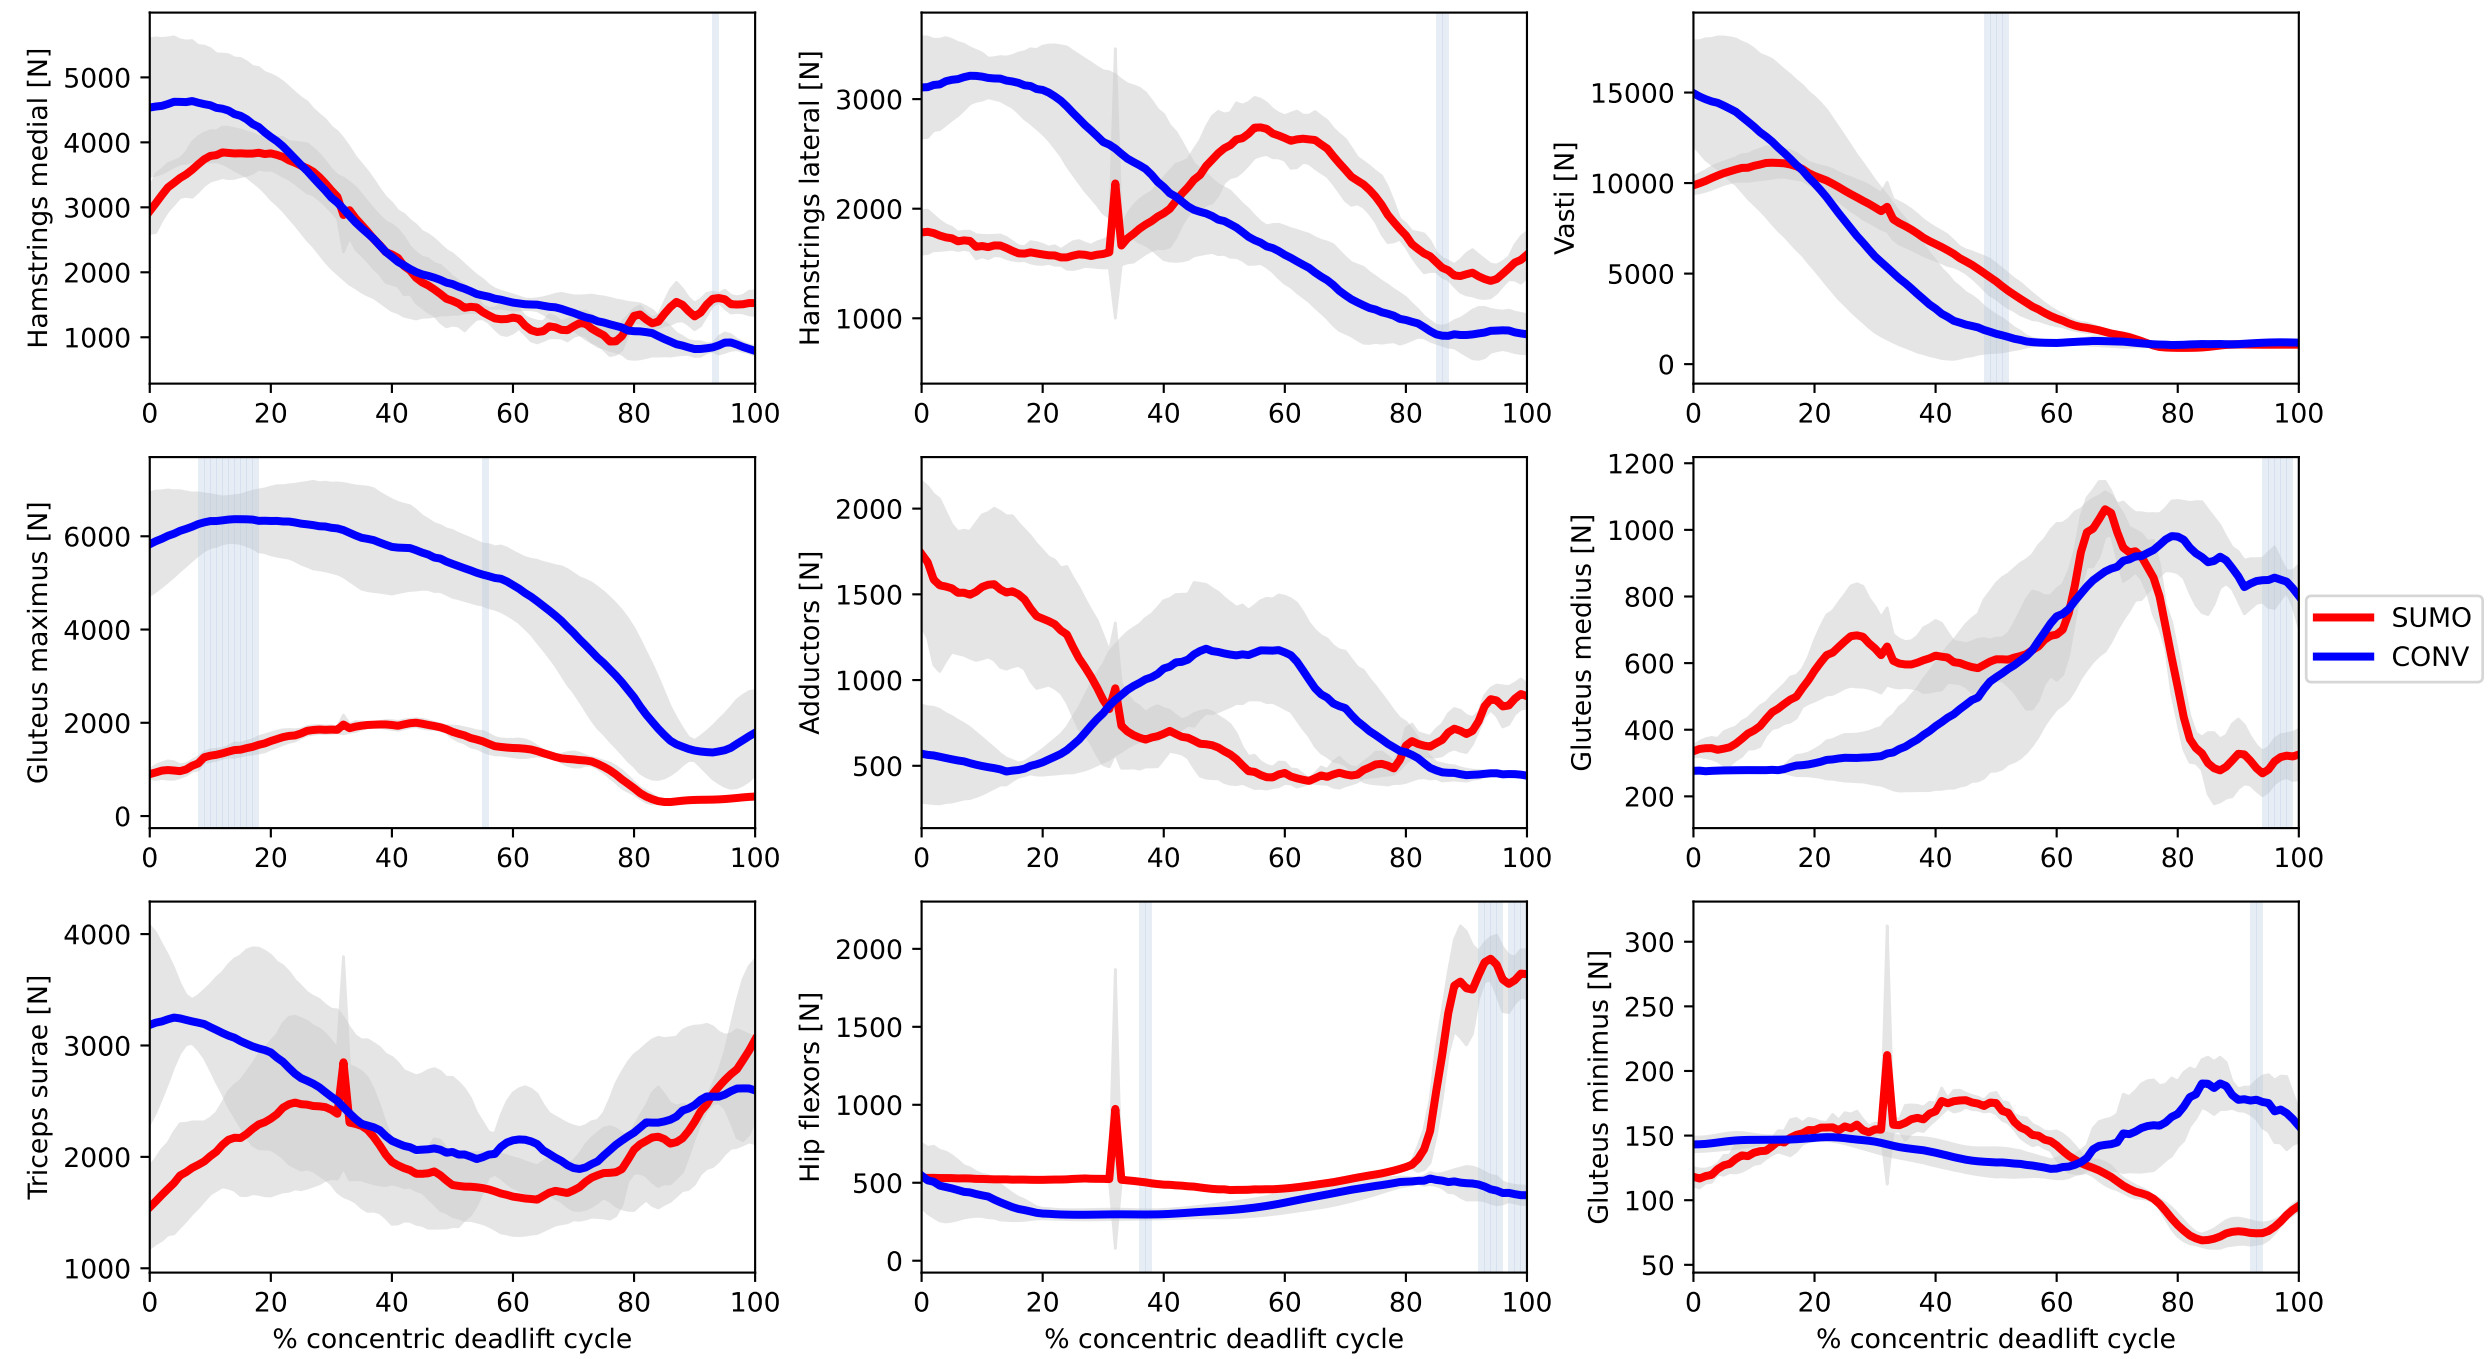 Hamstrings medial [N]
5000
4000
3000
2000
1000
0 20 40 60 80 100
Hamstrings lateral [N]
3000
2000
1000
0 20 40 60 80 100
Vasti [N]
15000
10000
5000
0
0 20 40 60 80 100
Gluteus maximus [N]
6000
4000
2000
0
0 20 40 60 80 100
Adductors [N]
2000
1500
1000
500
0 20 40 60 80 100
Gluteus medius [N]
1200
1000
800
600
400
200
0 20 40 60 80 100
SUMO
CONV
Triceps surae [N]
4000
3000
2000
1000
0 20 40 60 80 100
% concentric deadlift cycle
Hip flexors [N]
2000
1500
1000
500
0
0 20 40 60 80 100
% concentric deadlift cycle
Gluteus minimus [N]
300
250
200
150
100
50
0 20 40 60 80 100
% concentric deadlift cycle